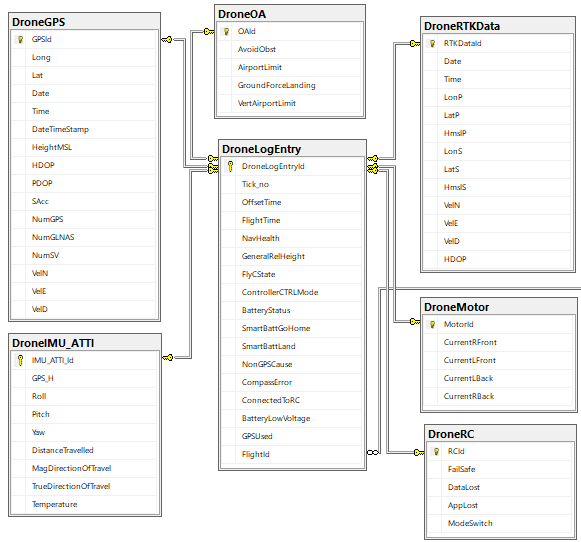 DroneGPS
GPSId
Long
Lat
Date
Time
DateTimeStamp
HeightMSL
HDOP
PDOP
SAcc
NumGPS
NumGLNAS
NumSV
VelN
VelE
VelD
DroneIMU_ATTI
IMU_ATTI_Id
GPS_H
Roll
Pitch
Yaw
DistanceTravelled
MagDirectionOfTravel
TrueDirectionOfTravel
Temperature
DroneOA
OAId
AvoidObst
AirportLimit
GroundForceLanding
VertAirportLimit
DroneLogEntry
DroneLogEntryId
Tick_no
OffsetTime
FlightTime
NavHealth
GeneralRelHeight
FlyCState
ControllerCTRLMode
BatteryStatus
SmartBattGoHome
SmartBattLand
NonGPSCause
CompassError
ConnectedToRC
BatteryLowVoltage
GPSUsed
FlightId
DroneRTKData
RTKDataId
Date
Time
LonP
LatP
HmslP
LonS
LatS
HmslS
VelN
VelE
VelD
HDOP
DroneMotor
MotorId
CurrentRFront
CurrentLFront
CurrentLBack
CurrentRBack
DroneRC
RCId
FailSafe
DataLost
AppLost
ModeSwitch